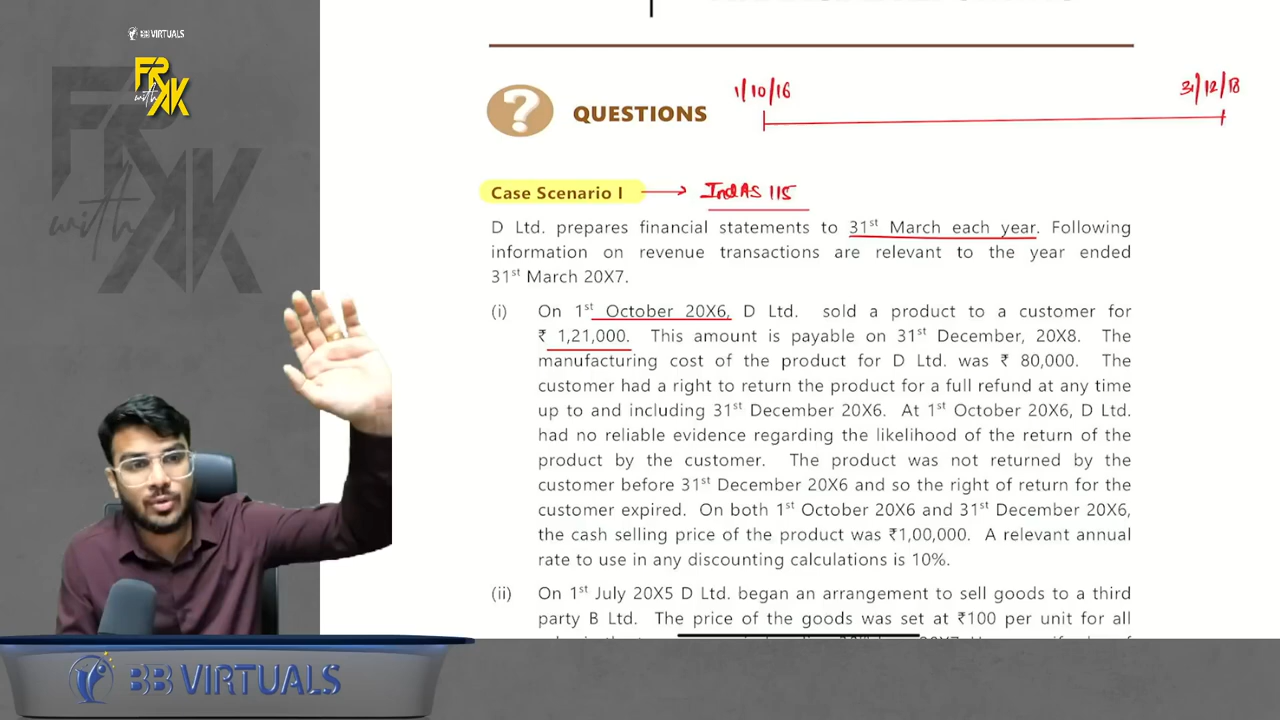 BB VIRTUALS
FR
with
AK
FR
with
AK
1/10/16
31/12/18
?
QUESTIONS
Case Scenario I
Ind AS 115
D Ltd. prepares financial statements to 31st March each year. Following
information on revenue transactions are relevant to the year ended
31st March 20X7.
(i) On 1st October 20X6, D Ltd. sold a product to a customer for
₹ 1,21,000. This amount is payable on 31st December, 20X8. The
manufacturing cost of the product for D Ltd. was ₹ 80,000. The
customer had a right to return the product for a full refund at any time
up to and including 31st December 20X6. At 1st October 20X6, D Ltd.
had no reliable evidence regarding the likelihood of the return of the
product by the customer. The product was not returned by the
customer before 31st December 20X6 and so the right of return for the
customer expired. On both 1st October 20X6 and 31st December 20X6,
the cash selling price of the product was ₹1,00,000. A relevant annual
rate to use in any discounting calculations is 10%.
(ii) On 1st July 20X5 D Ltd. began an arrangement to sell goods to a third
party B Ltd. The price of the goods was set at ₹100 per unit for all
BB VIRTUALS